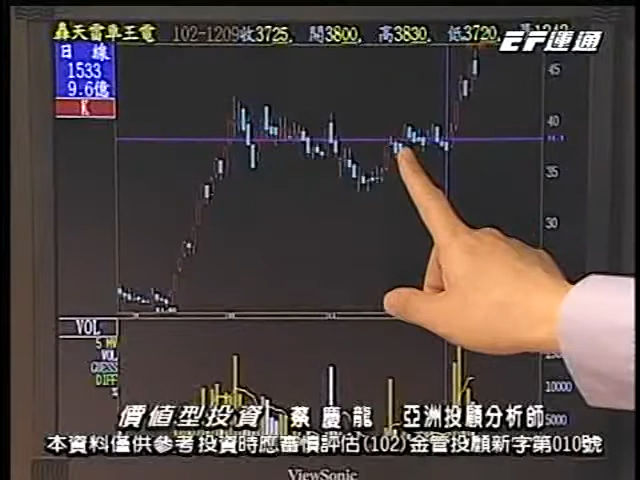 轟天雷車王電 102-1209收3725, 開3800, 高3830, 低3720,
EF運通
日 線
1533
9.6億
K
45
40
35
30
VOL
5 MV
VOL
GUESS
DIFF
10000
5000
價值型投資 蔡慶龍 亞洲投顧分析師
本資料僅供參考投資時應審慎評估(102)金管投顧新字第010號
ViewSonic